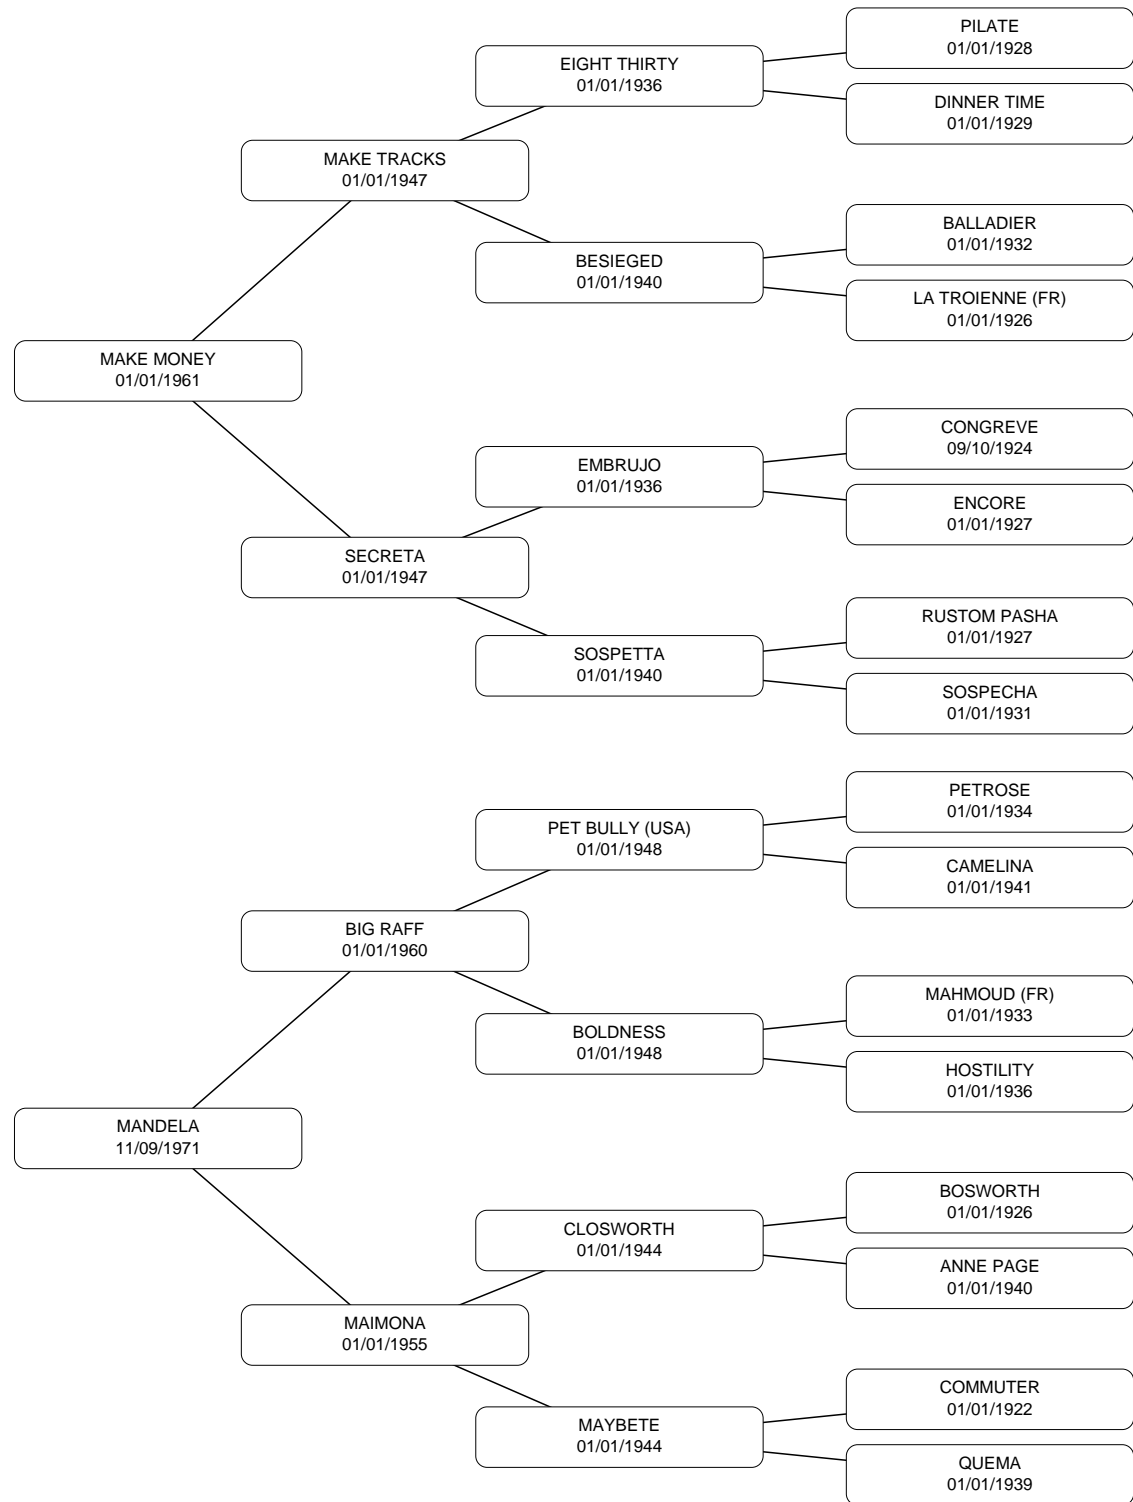 PILATE
01/01/1928
EIGHT THIRTY
01/01/1936
DINNER TIME
01/01/1929
MAKE TRACKS
01/01/1947
BALLADIER
01/01/1932
BESIEGED
01/01/1940
LA TROIENNE (FR)
01/01/1926
MAKE MONEY
01/01/1961
CONGREVE
09/10/1924
EMBRUJO
01/01/1936
ENCORE
01/01/1927
SECRETA
01/01/1947
RUSTOM PASHA
01/01/1927
SOSPETTA
01/01/1940
SOSPECHA
01/01/1931
PETROSE
01/01/1934
PET BULLY (USA)
01/01/1948
CAMELINA
01/01/1941
BIG RAFF
01/01/1960
MAHMOUD (FR)
01/01/1933
BOLDNESS
01/01/1948
HOSTILITY
01/01/1936
MANDELA
11/09/1971
BOSWORTH
01/01/1926
CLOSWORTH
01/01/1944
ANNE PAGE
01/01/1940
MAIMONA
01/01/1955
COMMUTER
01/01/1922
MAYBETE
01/01/1944
QUEMA
01/01/1939